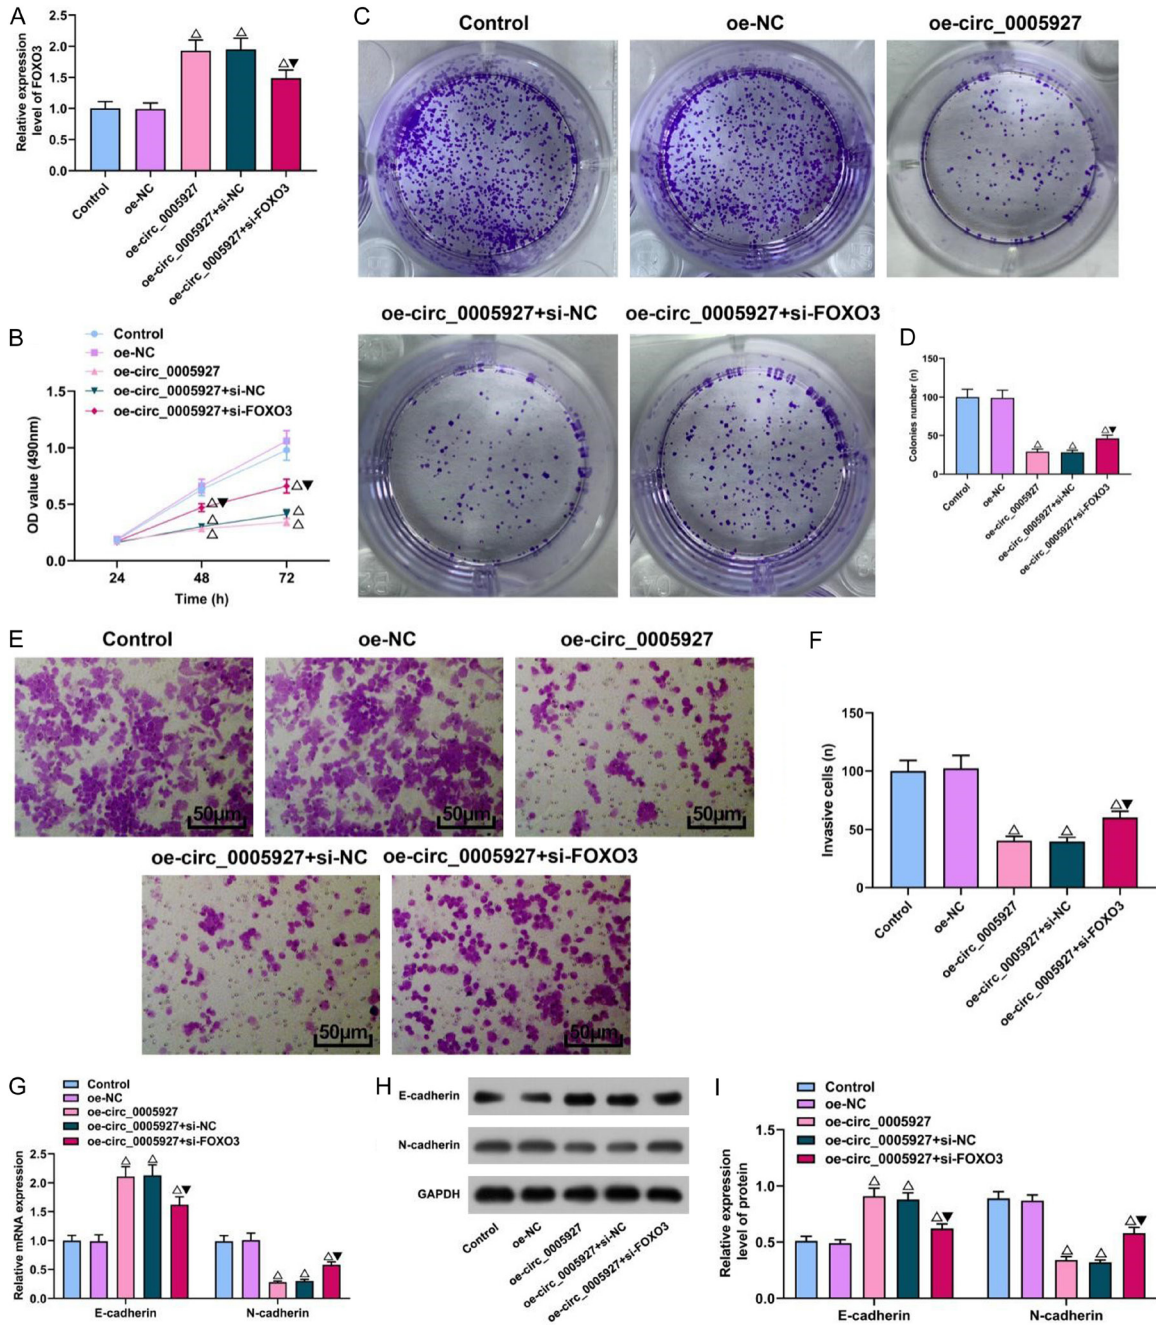 A
Relative expression
level of FOXO3
2.5
2.0
1.5
1.0
0.5
0.0
Control
oe-NC
oe-circ_0005927
oe-circ_0005927+si-NC
oe-circ_0005927+si-FOXO3
B
Control
oe-NC
oe-circ_0005927
oe-circ_0005927+si-NC
oe-circ_0005927+si-FOXO3
OD value (490nm)
1.5
1.0
0.5
0.0
24
48
72
Time (h)
C
Control
oe-NC
oe-circ_0005927
oe-circ_0005927+si-NC
oe-circ_0005927+si-FOXO3
D
Colonies number (n)
150
100
50
0
Control
oe-NC
oe-circ_0005927
oe-circ_0005927+si-NC
oe-circ_0005927+si-FOXO3
E
Control
oe-NC
oe-circ_0005927
50μm
50μm
50μm
oe-circ_0005927+si-NC
oe-circ_0005927+si-FOXO3
50μm
50μm
F
Invasive cells (n)
150
100
50
0
Control
oe-NC
oe-circ_0005927
oe-circ_0005927+si-NC
oe-circ_0005927+si-FOXO3
G
Control
oe-NC
oe-circ_0005927
oe-circ_0005927+si-NC
oe-circ_0005927+si-FOXO3
Relative mRNA expression
2.5
2.0
1.5
1.0
0.5
0.0
E-cadherin
N-cadherin
H
E-cadherin
N-cadherin
GAPDH
Control
oe-NC
oe-circ_0005927
oe-circ_0005927+si-NC
oe-circ_0005927+si-FOXO3
I
Control
oe-NC
oe-circ_0005927
oe-circ_0005927+si-NC
oe-circ_0005927+si-FOXO3
Relative expression
level of protein
1.5
1.0
0.5
0.0
E-cadherin
N-cadherin